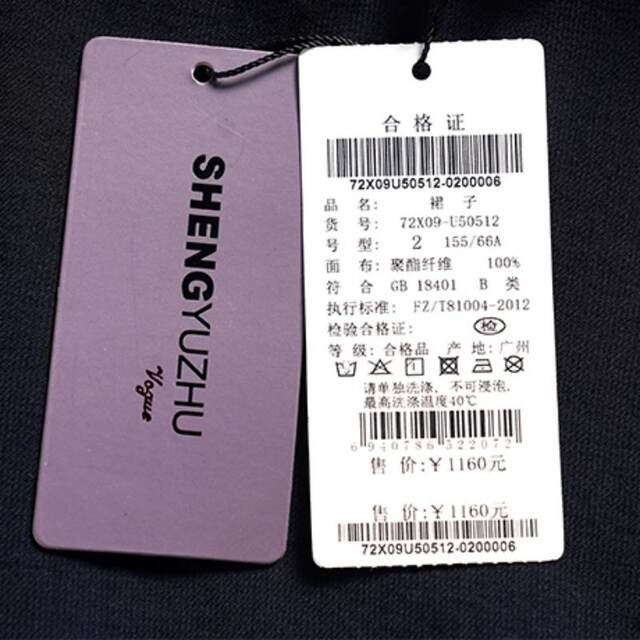 SHENGYUZHU
Vogue
合格证
72X09U50512-0200006
品名: 裙子
货号: 72X09-U50512
号型: 2 155/66A
面布: 聚酯纤维 100%
符合 GB 18401 B 类
执行标准: FZ/T81004-2012
检验合格证: 检
等级: 合格品 产地: 广州
请单独洗涤, 不可浸泡.
最高洗涤温度40℃
6940786522072
售价:¥1160元
售价:¥1160元
72X09U50512-0200006